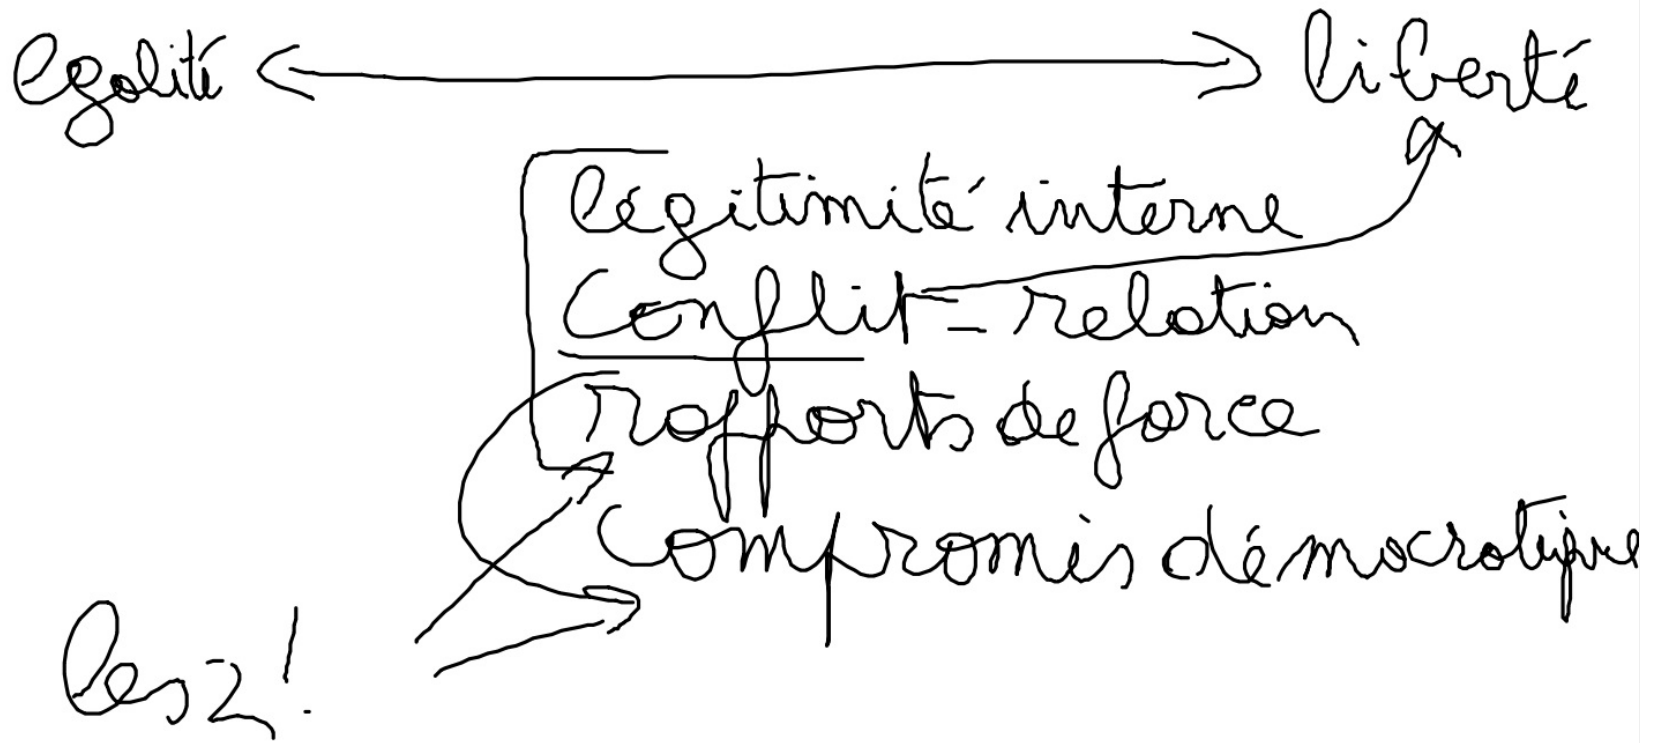 égalité liberté
légitimité interne
Conflit = relation
rapports de force
Compromis démocratique
les 2 !